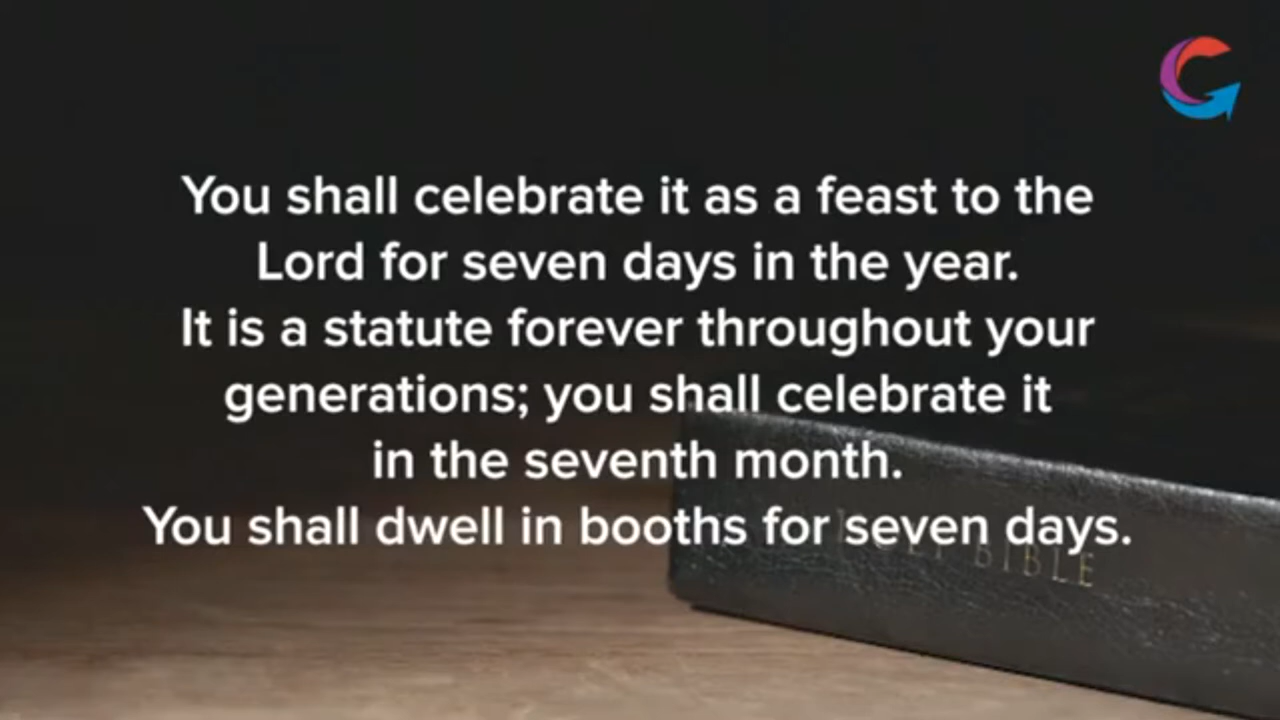 You shall celebrate it as a feast to the
Lord for seven days in the year.
It is a statute forever throughout your
generations; you shall celebrate it
in the seventh month.
You shall dwell in booths for seven days.
HOLY BIBLE